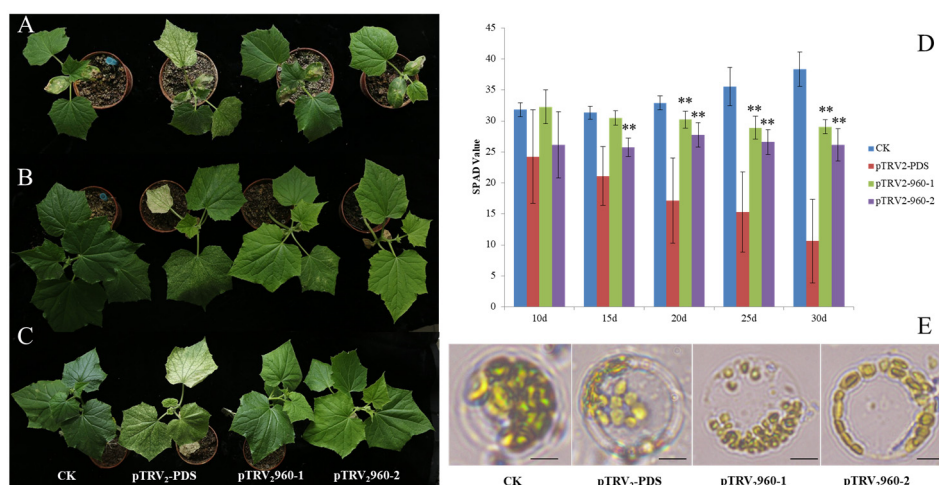 A
B
C
CK pTRV₂-PDS pTRV₂960-1 pTRV₂960-2
D
SPAD Value
45
40
35
30
25
20
15
10
5
0
** ** ** ** ** ** **
10d 15d 20d 25d 30d
CK
pTRV2-PDS
pTRV2-960-1
pTRV2-960-2
E
CK pTRV₂-PDS pTRV₂960-1 pTRV₂960-2